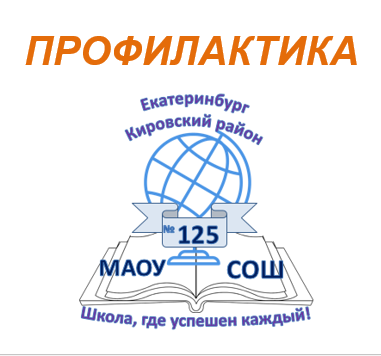 ПРОФИЛАКТИКА
Екатеринбург
Кировский район
№ 125
МАОУ СОШ
Школа, где успешен каждый!